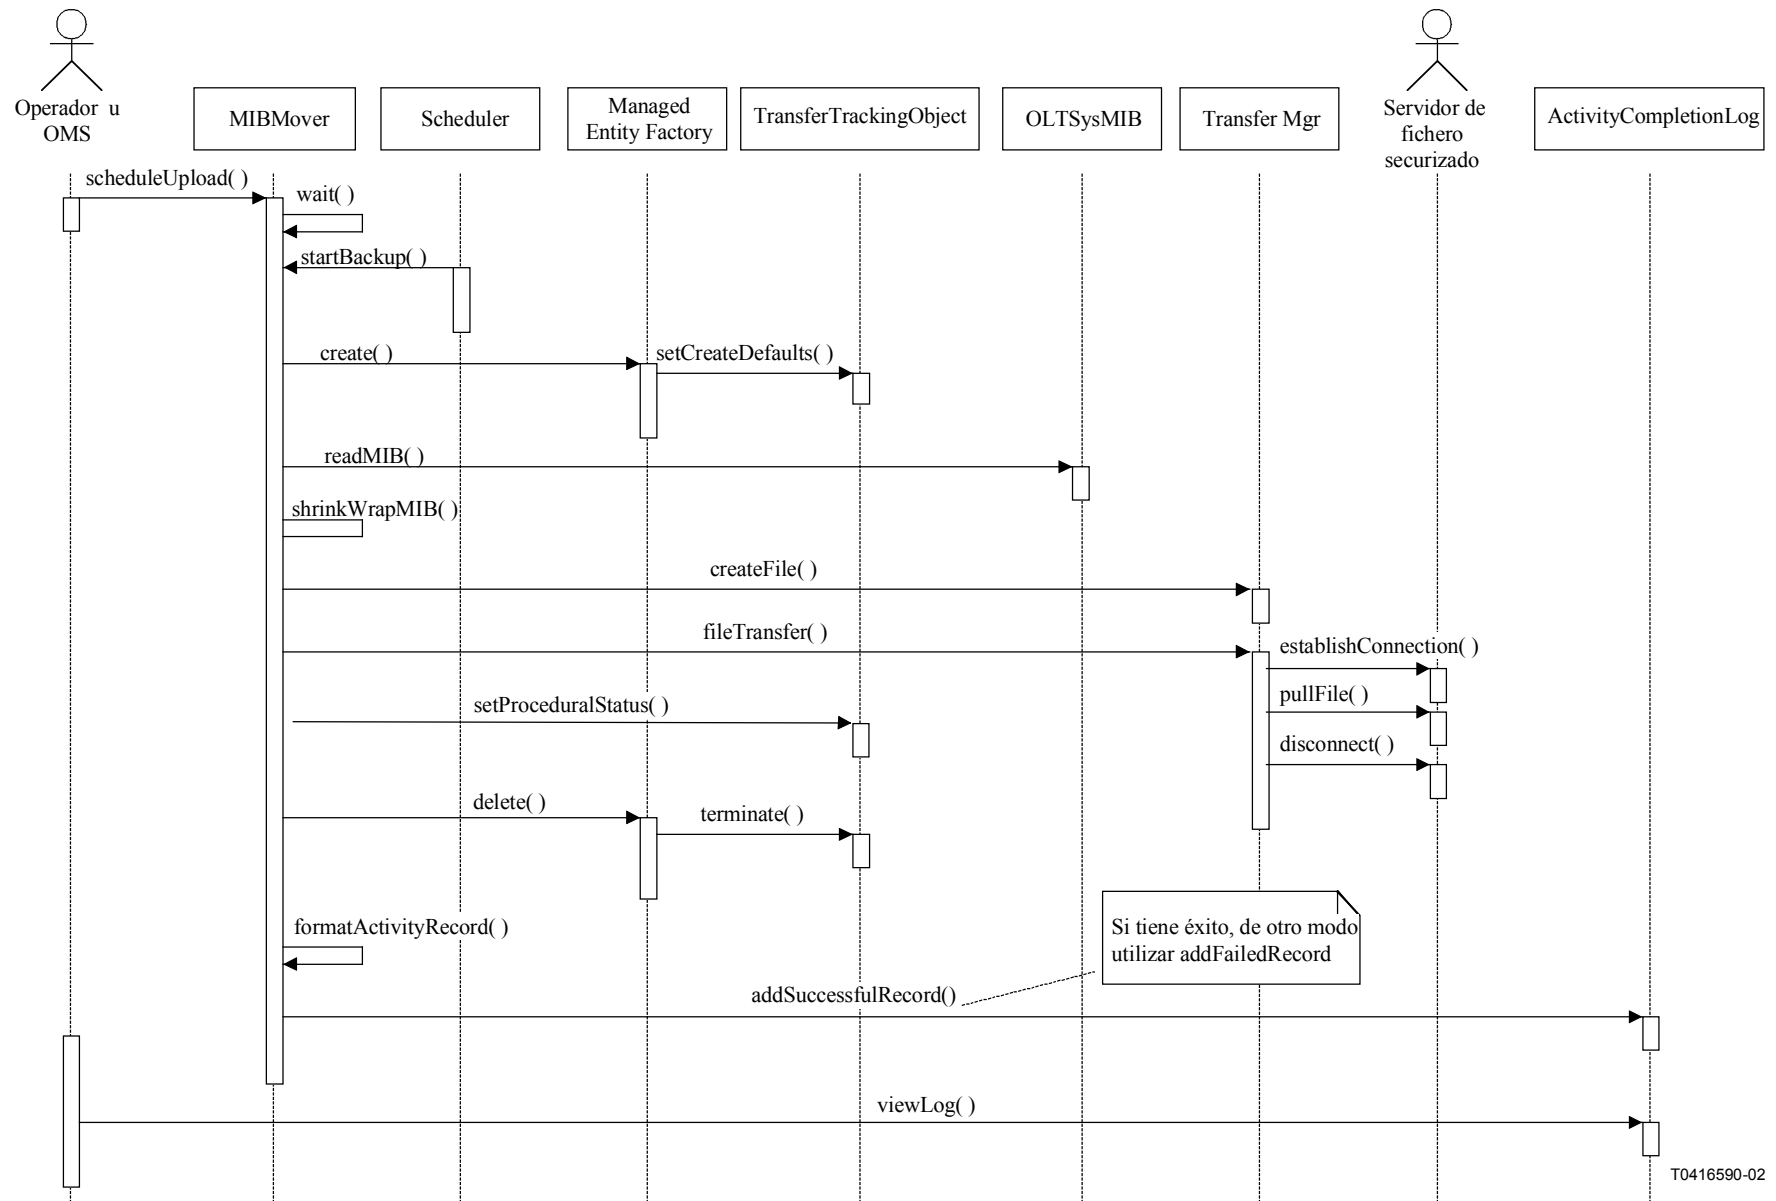 Operador u
OMS
MIBMover
Scheduler
Managed
Entity Factory
TransferTrackingObject
OLTSysMIB
Transfer Mgr
Servidor de
fichero
securizado
ActivityCompletionLog
scheduleUpload( )
wait( )
startBackup( )
create( )
setCreateDefaults( )
readMIB( )
shrinkWrapMIB( )
createFile( )
fileTransfer( )
establishConnection( )
pullFile( )
setProceduralStatus( )
disconnect( )
delete( )
terminate( )
formatActivityRecord( )
Si tiene éxito, de otro modo
utilizar addFailedRecord
addSuccessfulRecord()
viewLog( )
T0416590-02